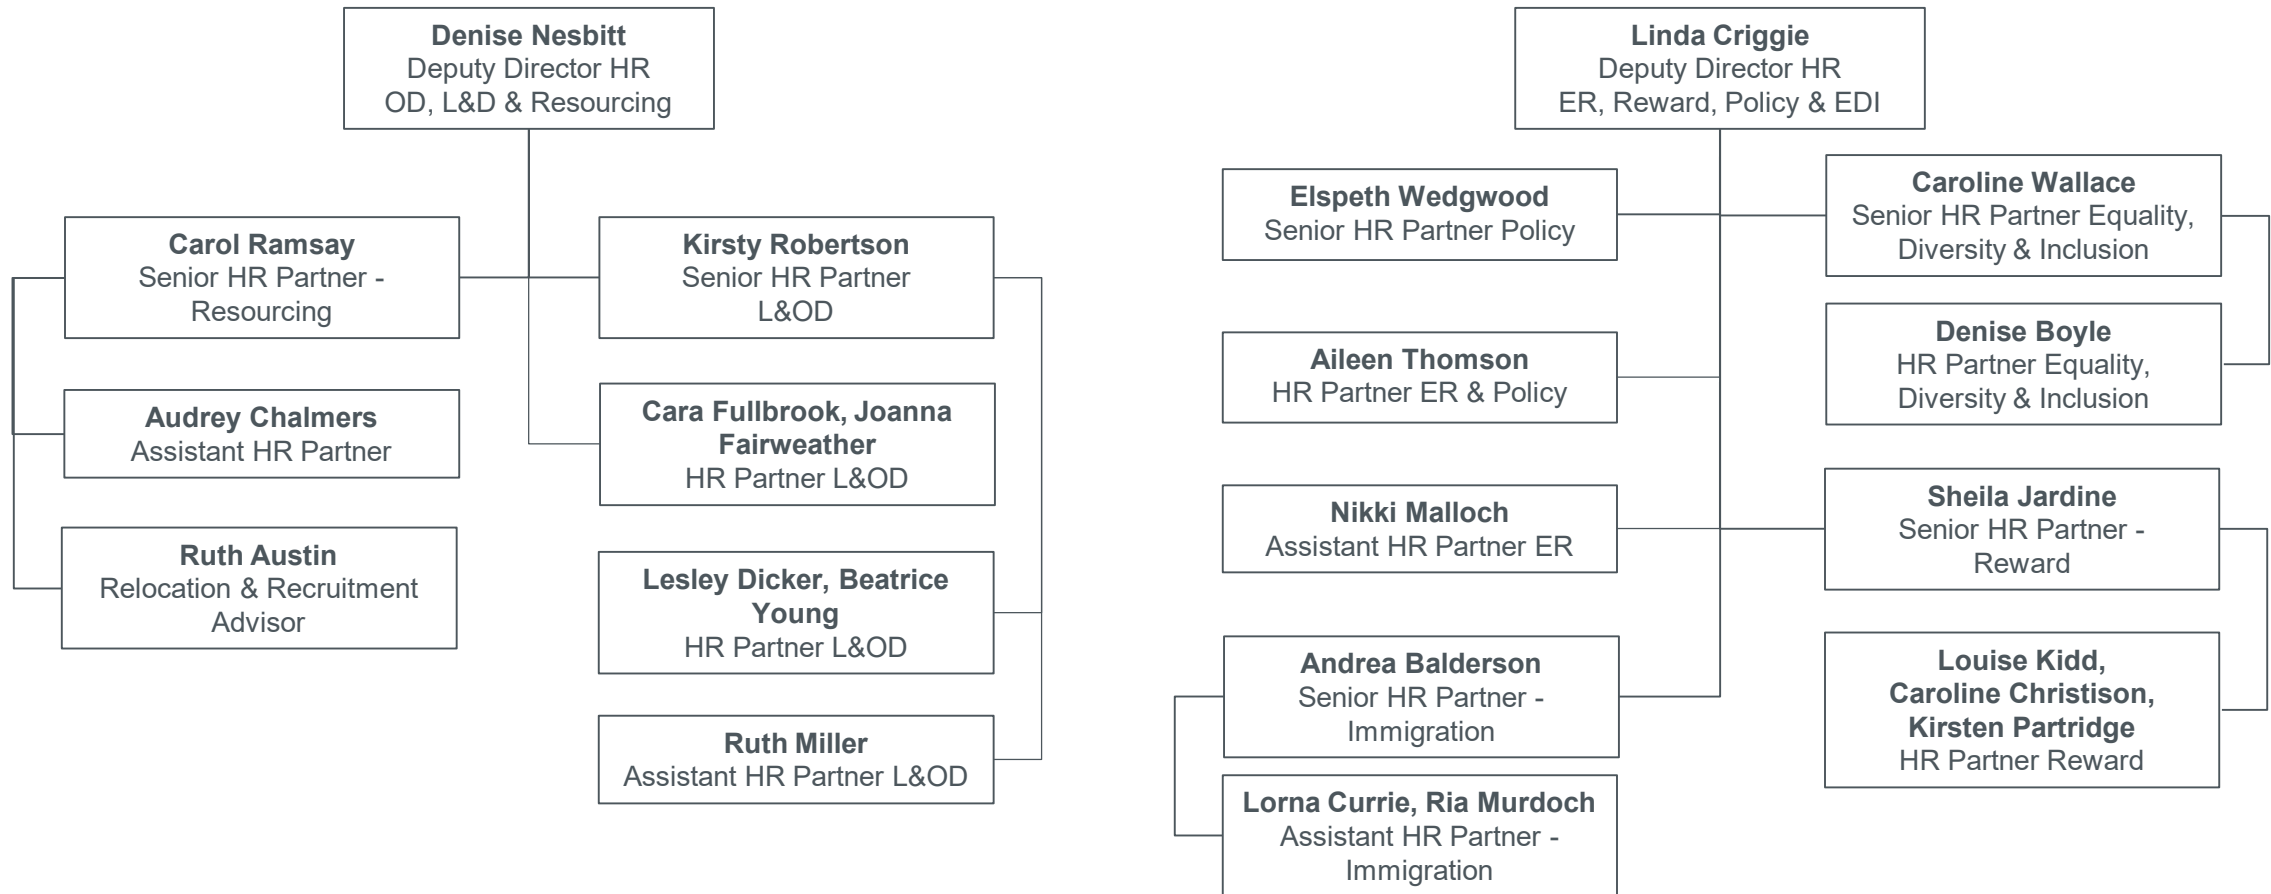 Denise Nesbitt
Deputy Director HR
OD, L&D & Resourcing
Carol Ramsay
Senior HR Partner -
Resourcing
Audrey Chalmers
Assistant HR Partner
Ruth Austin
Relocation & Recruitment
Advisor
Kirsty Robertson
Senior HR Partner
L&OD
Cara Fullbrook, Joanna
Fairweather
HR Partner L&OD
Lesley Dicker, Beatrice
Young
HR Partner L&OD
Ruth Miller
Assistant HR Partner L&OD
Linda Criggie
Deputy Director HR
ER, Reward, Policy & EDI
Elspeth Wedgwood
Senior HR Partner Policy
Aileen Thomson
HR Partner ER & Policy
Nikki Malloch
Assistant HR Partner ER
Andrea Balderson
Senior HR Partner -
Immigration
Lorna Currie, Ria Murdoch
Assistant HR Partner -
Immigration
Caroline Wallace
Senior HR Partner Equality,
Diversity & Inclusion
Denise Boyle
HR Partner Equality,
Diversity & Inclusion
Sheila Jardine
Senior HR Partner -
Reward
Louise Kidd,
Caroline Christison,
Kirsten Partridge
HR Partner Reward